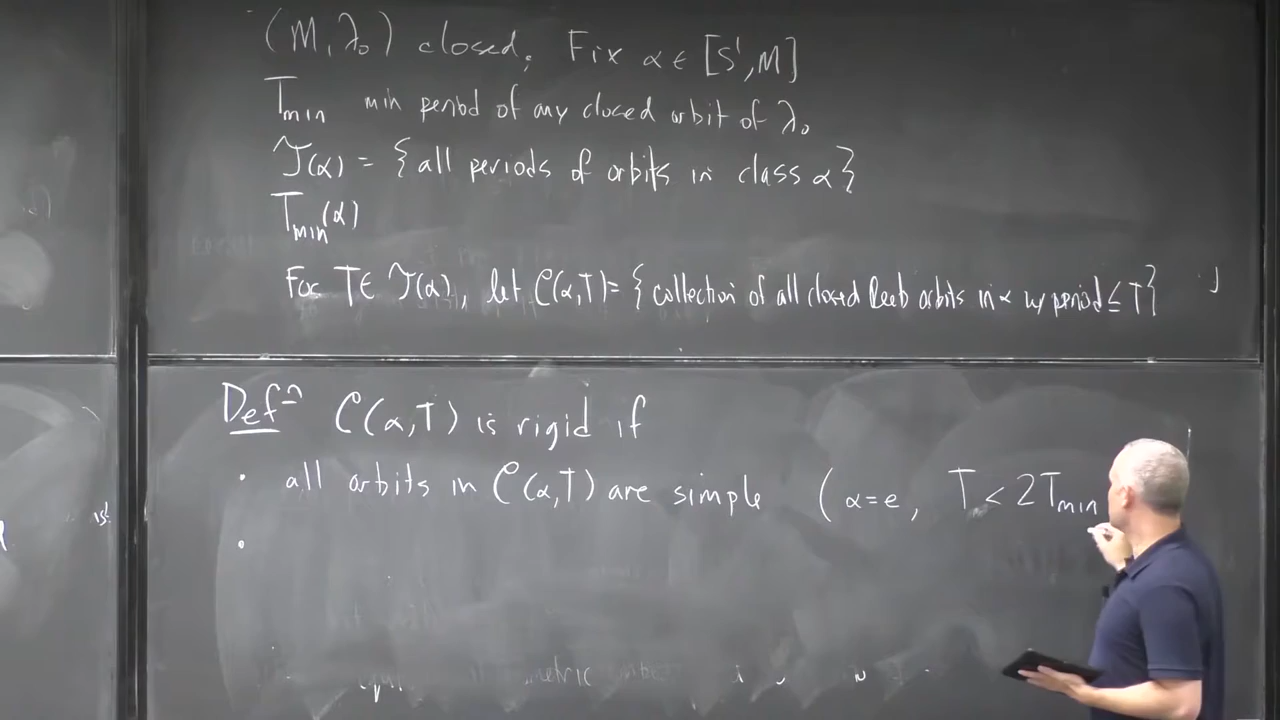 (M, λ₀) closed, Fix α ∈ [S¹, M]
T_min min period of any closed orbit of λ₀
𝒯(α) = { all periods of orbits in class α }
T_min(α)
For T ∈ 𝒯(α), let 𝒞(α,T) = { collection of all closed Reeb orbits in α w/ period ≤ T }
Defⁿ 𝒞(α,T) is rigid if
· all orbits in 𝒞(α,T) are simple (α=e, T < 2T_min
·